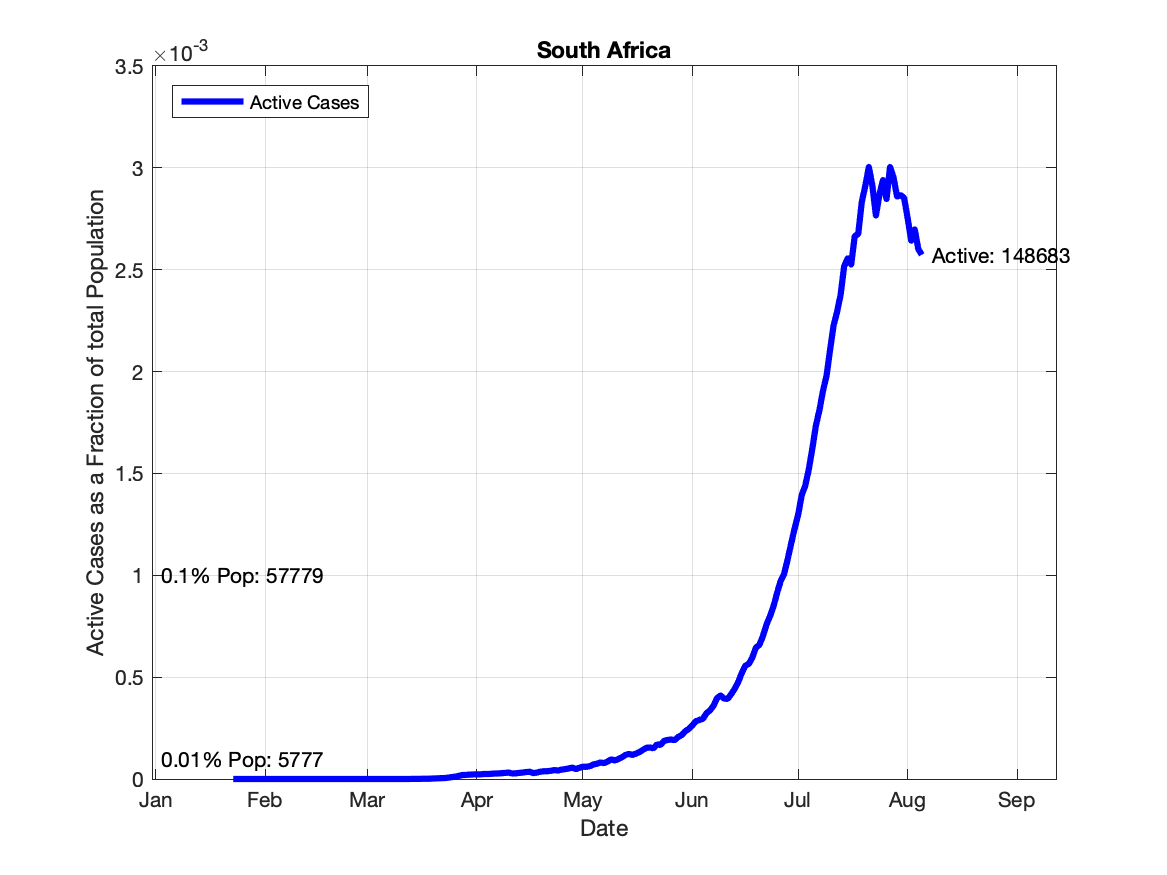 South Africa
×10-3
Active Cases
3.5
3
2.5
2
1.5
1
0.5
0
Active Cases as a Fraction of total Population
Active: 148683
0.1% Pop: 57779
0.01% Pop: 5777
Jan Feb Mar Apr May Jun Jul Aug Sep
Date